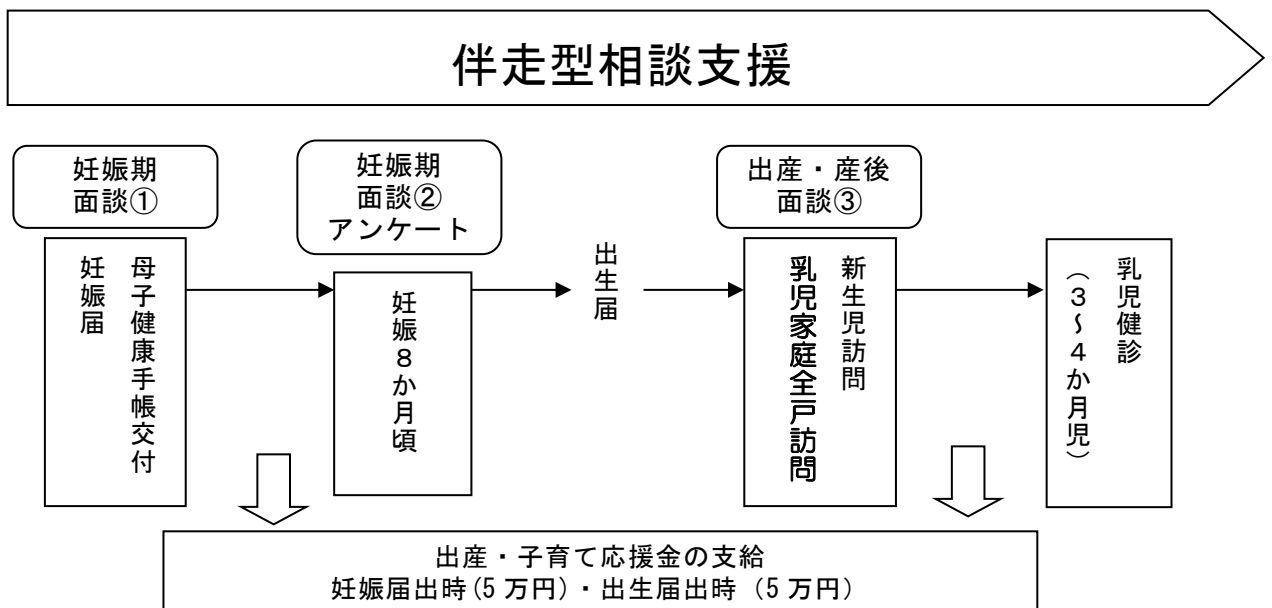 伴走型相談支援
妊娠期
面談①
妊娠期
面談②
アンケート
出産・産後
面談③
母子健康手帳交付
妊娠届
妊娠8か月頃
出生届
新生児訪問
乳児家庭全戸訪問
乳児健診
(3~4か月児)
出産・子育て応援金の支給
妊娠届出時(5万円)・出生届出時(5万円)